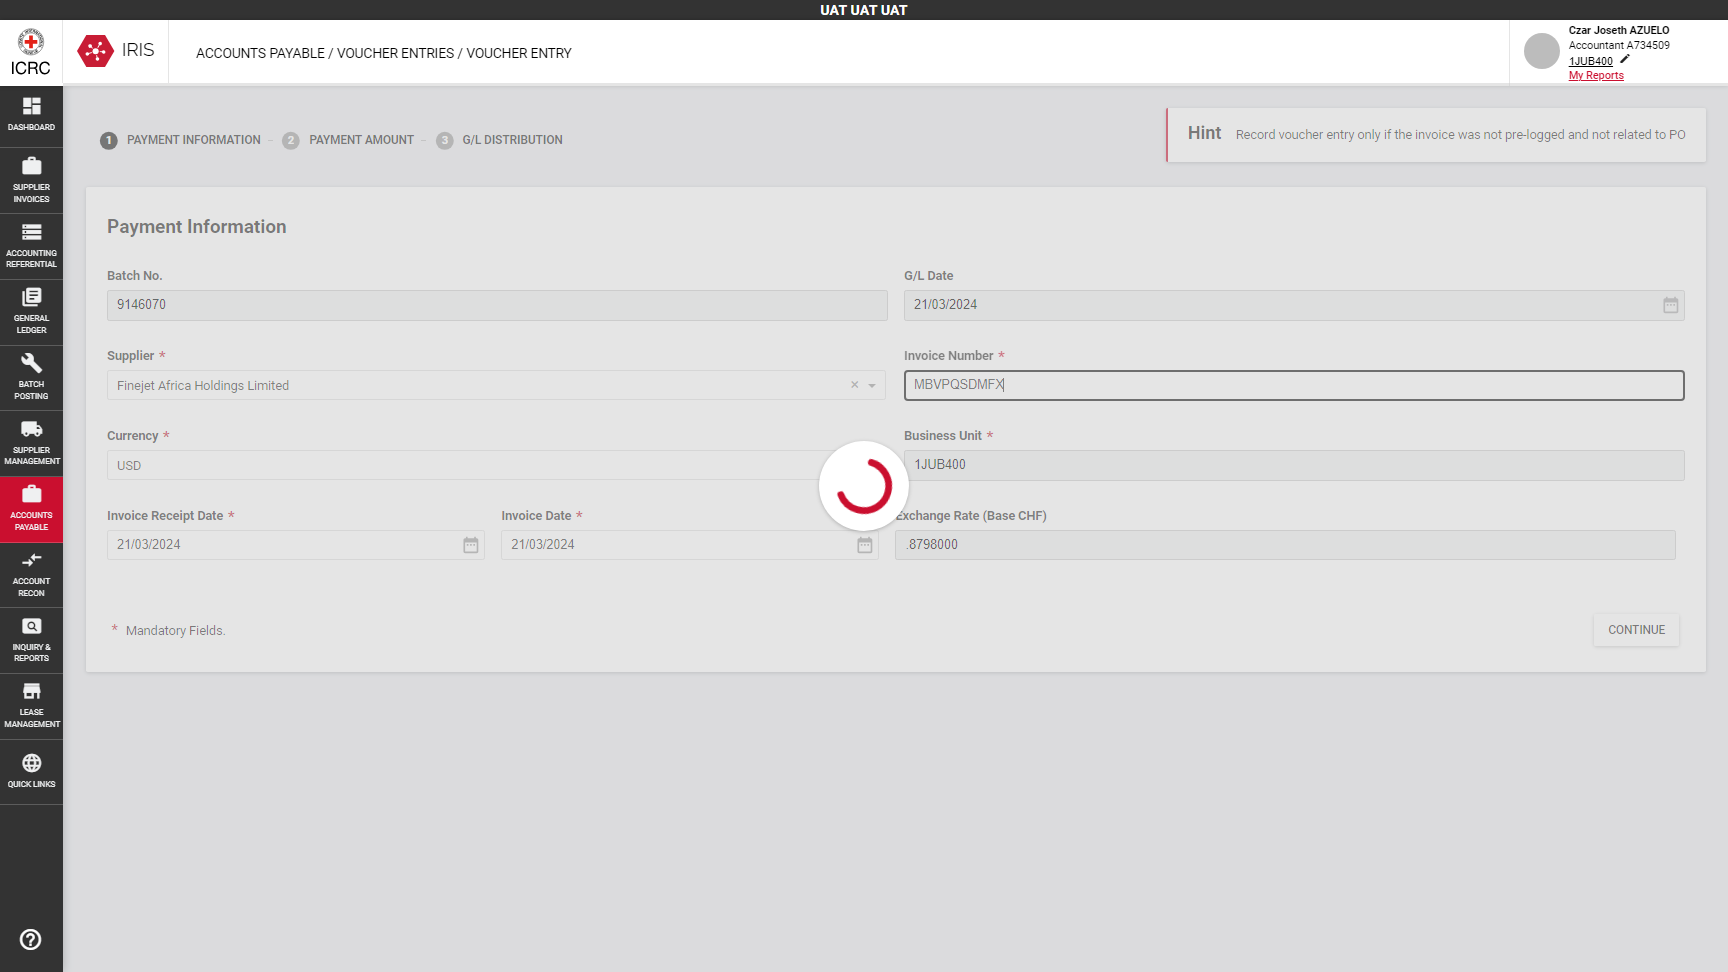 UAT UAT UAT
ICRC
IRIS
ACCOUNTS PAYABLE / VOUCHER ENTRIES / VOUCHER ENTRY
Czar Joseth AZUELO
Accountant A734509
1JUB400
My Reports
DASHBOARD
SUPPLIER
INVOICES
ACCOUNTING
REFERENTIAL
GENERAL
LEDGER
BATCH
POSTING
SUPPLIER
MANAGEMENT
ACCOUNTS
PAYABLE
ACCOUNT
RECON
INQUIRY &
REPORTS
LEASE
MANAGEMENT
QUICK LINKS
1 PAYMENT INFORMATION - 2 PAYMENT AMOUNT - 3 G/L DISTRIBUTION
Hint Record voucher entry only if the invoice was not pre-logged and not related to PO
Payment Information
Batch No.
9146070
G/L Date
21/03/2024
Supplier *
Finejet Africa Holdings Limited
Invoice Number *
MBVPQSDMFX
Currency *
USD
Business Unit *
1JUB400
Invoice Receipt Date *
21/03/2024
Invoice Date *
21/03/2024
Exchange Rate (Base CHF)
.8798000
* Mandatory Fields.
CONTINUE